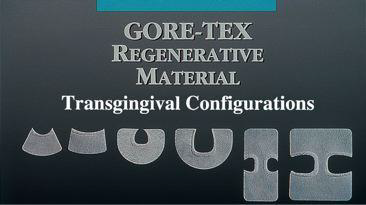 GORE-TEX
REGENERATIVE
MATERIAL
Transgingival Configurations